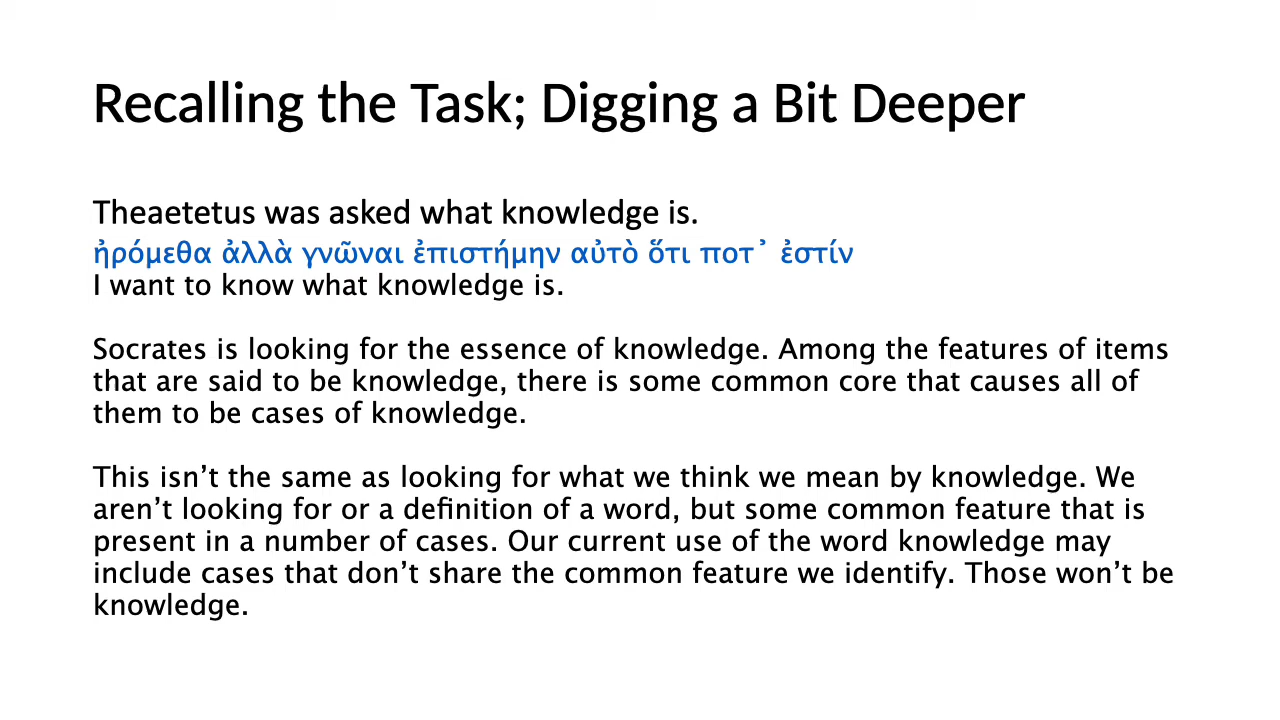 Recalling the Task; Digging a Bit Deeper
Theaetetus was asked what knowledge is.
ἠρόμεθα ἀλλὰ γνῶναι ἐπιστήμην αὐτὸ ὅτι ποτ᾽ ἐστίν
I want to know what knowledge is.
Socrates is looking for the essence of knowledge. Among the features of items
that are said to be knowledge, there is some common core that causes all of
them to be cases of knowledge.
This isn’t the same as looking for what we think we mean by knowledge. We
aren’t looking for or a definition of a word, but some common feature that is
present in a number of cases. Our current use of the word knowledge may
include cases that don’t share the common feature we identify. Those won’t be
knowledge.